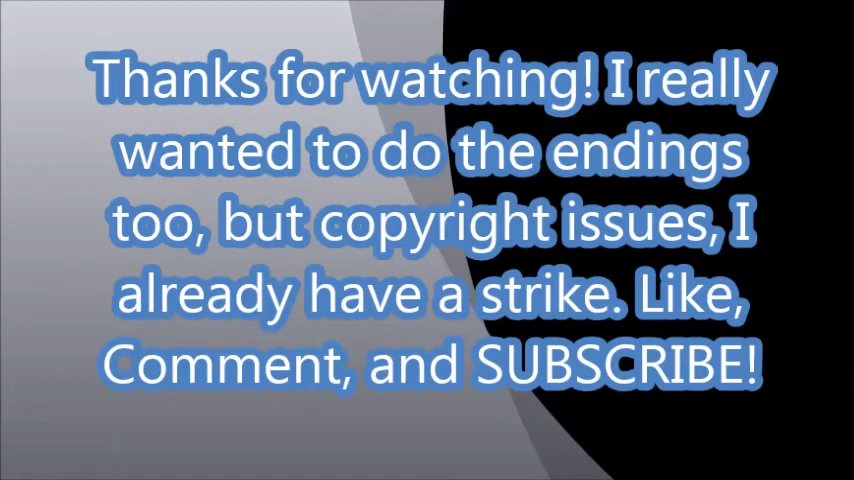 Thanks for watching! I really
wanted to do the endings
too, but copyright issues, I
already have a strike. Like,
Comment, and SUBSCRIBE!